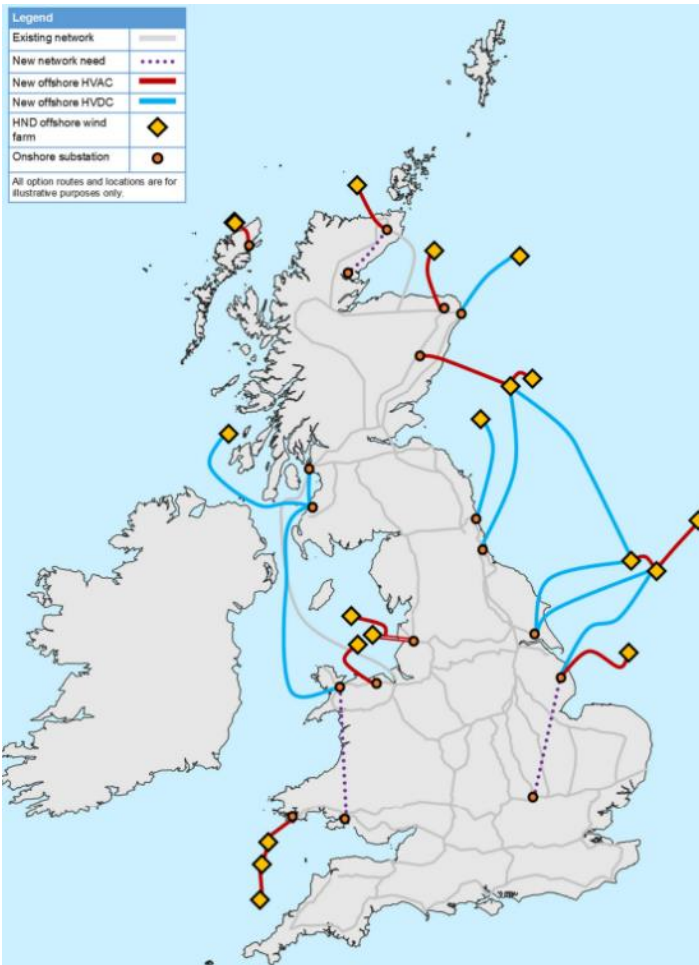 Legend
Existing network
New network need
New offshore HVAC
New offshore HVDC
HND offshore wind
farm
Onshore substation
All option routes and locations are for
illustrative purposes only.